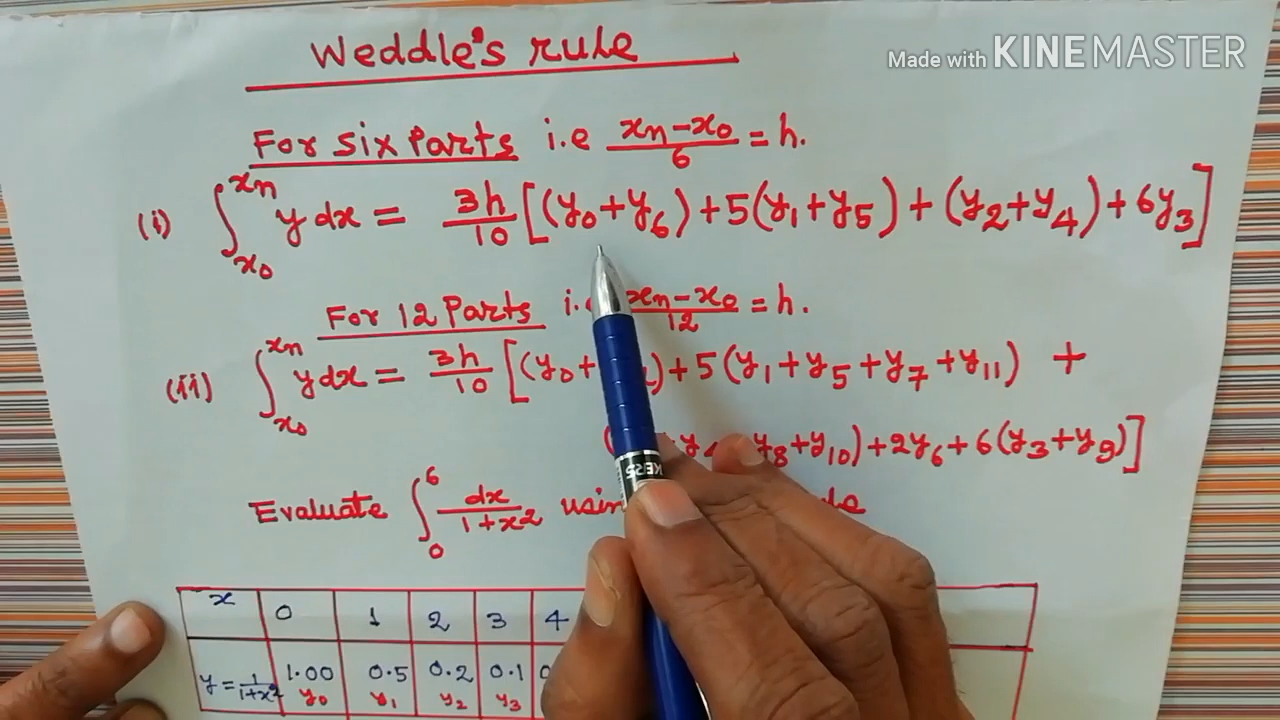 Made with KINEMASTER
Weddle's rule
For six Parts i.e (xn-x0)/6 = h.
(i) ∫_{x0}^{xn} y dx = 3h/10 [(y0+y6)+5(y1+y5)+(y2+y4)+6y3]
For 12 Parts xn-x0/12 = h.
(ii) ∫_{x0}^{xn} y dx = 3h/10 [(y0+ )+5(y1+y5+y7+y11) +
y8+y10)+2y6+6(y3+y9)]
Evaluate ∫_0^6 dx/(1+x2)
x 0 1 2 3 4
y = 1/(1+x2) 1.00 0.5 0.2 0.1
y0 y1 y2 y3